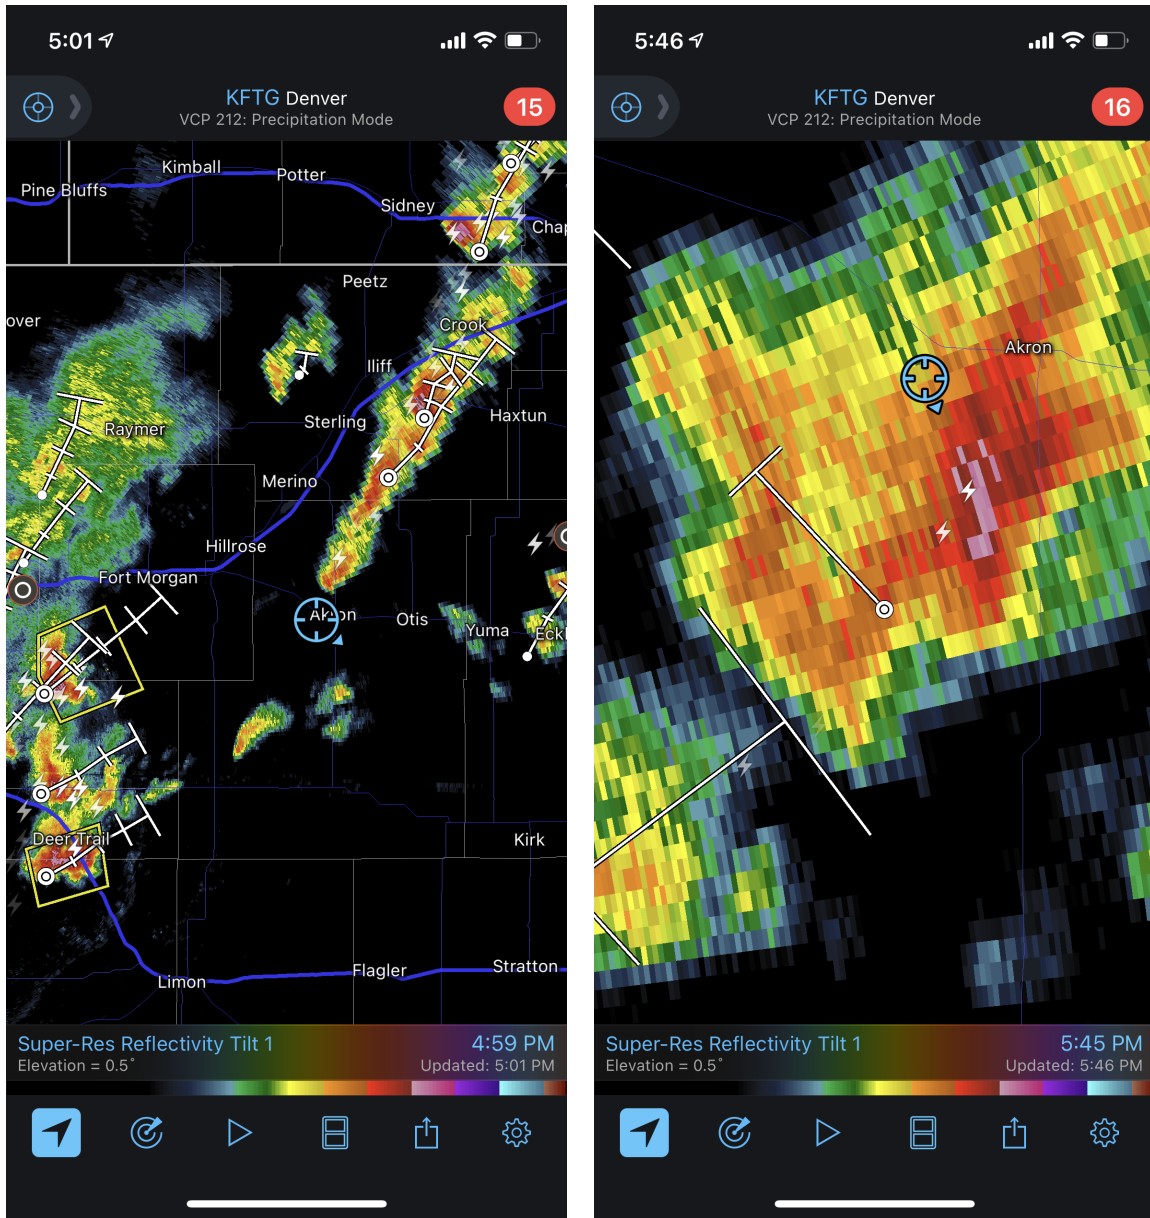 5:01
KFTG Denver
15
VCP 212: Precipitation Mode
Kimball
Potter
Pine Bluffs
Sidney
Chap
Peetz
over
Crook
Iliff
Sterling
Haxtun
Raymer
Merino
Hillrose
Fort Morgan
Akron
Otis
Yuma
Eckl
Deer Trail
Kirk
Limon
Flagler
Stratton
Super-Res Reflectivity Tilt 1
4:59 PM
Elevation = 0.5°
Updated: 5:01 PM
5:46
KFTG Denver
16
VCP 212: Precipitation Mode
Akron
Super-Res Reflectivity Tilt 1
5:45 PM
Elevation = 0.5°
Updated: 5:46 PM